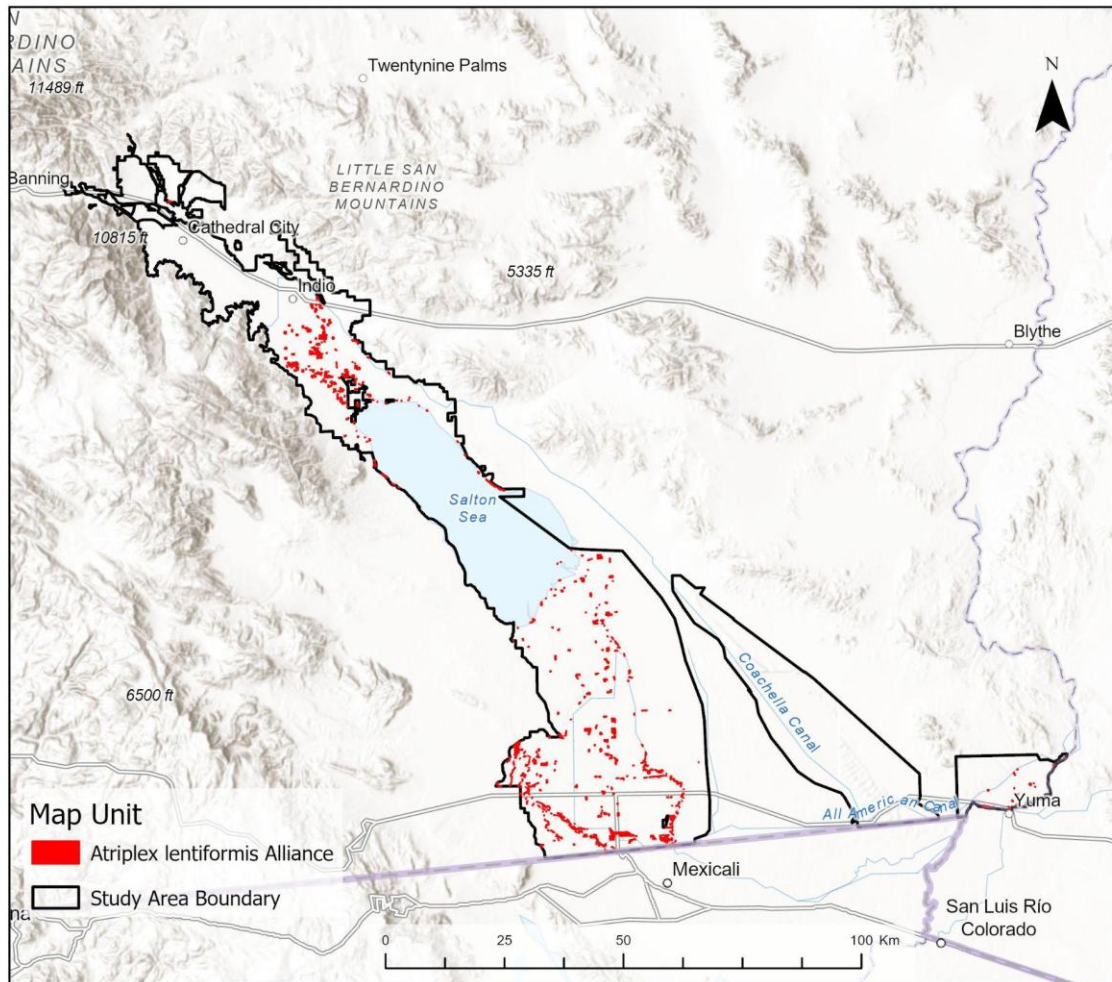 N
RDINO
AINS
11489 ft
Twentynine Palms
N
Banning
LITTLE SAN
BERNARDINO
MOUNTAINS
10815 ft
Cathedral City
5335 ft
Indio
Blythe
Salton
Sea
6500 ft
Coachella Canal
All American Canal
Yuma
Map Unit
Atriplex lentiformis Alliance
Study Area Boundary
Mexicali
na
San Luis Río
Colorado
0 25 50 100 Km